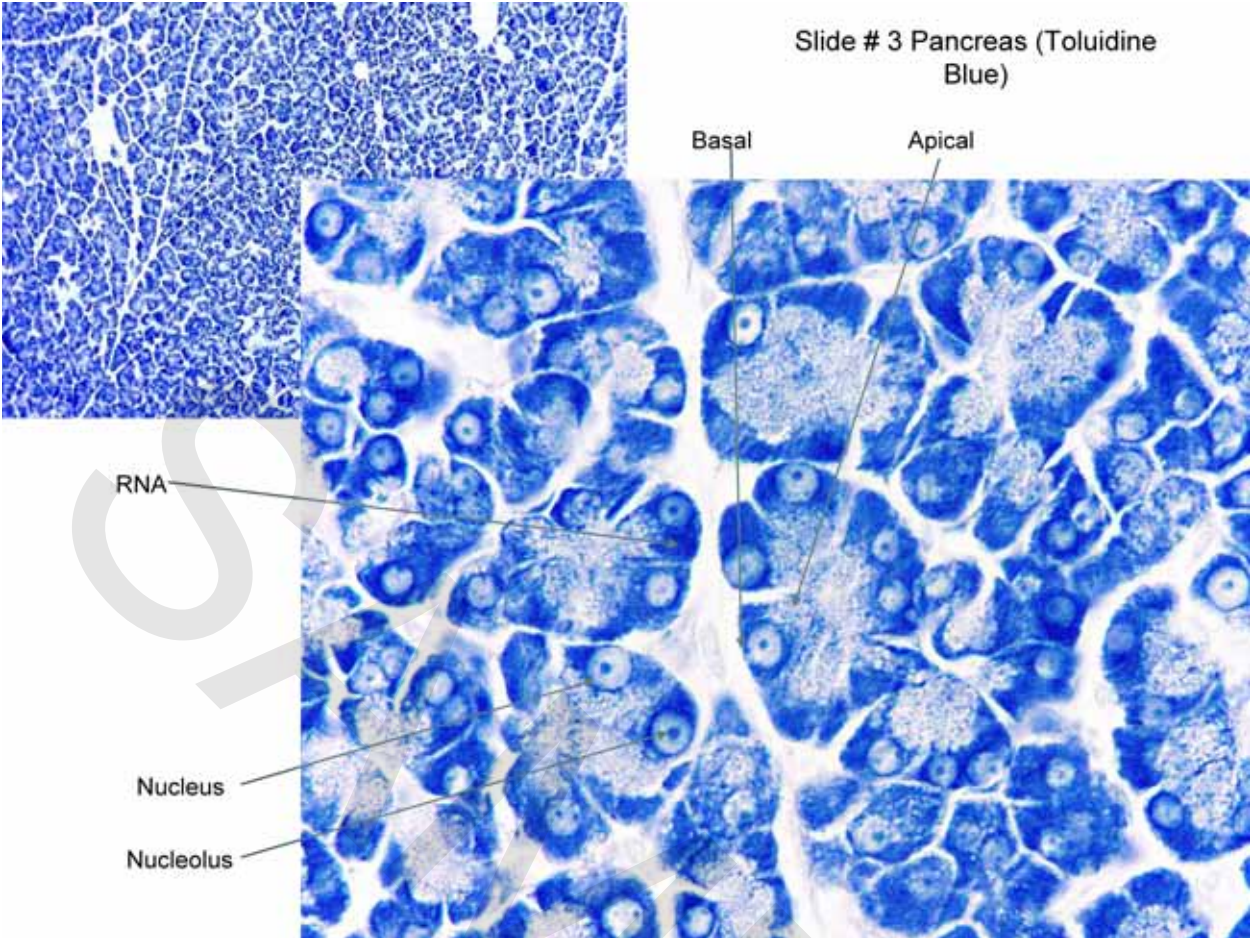 Slide # 3 Pancreas (Toluidine
Blue)
Basal
Apical
RNA
Nucleus
Nucleolus